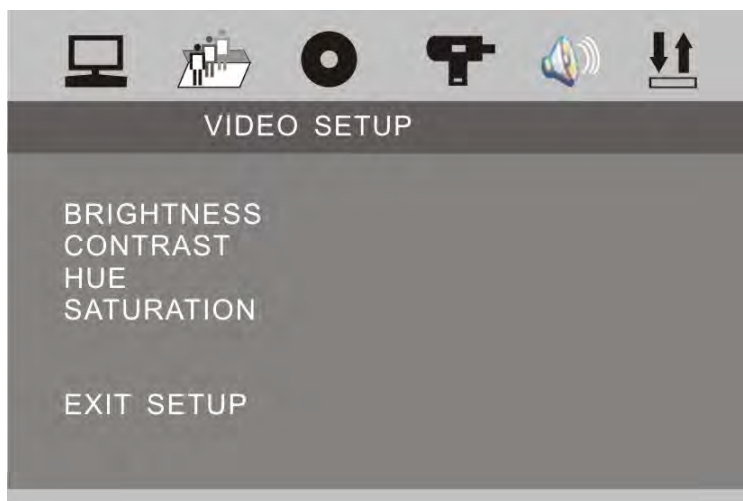 VIDEO SETUP
BRIGHTNESS
CONTRAST
HUE
SATURATION
EXIT SETUP